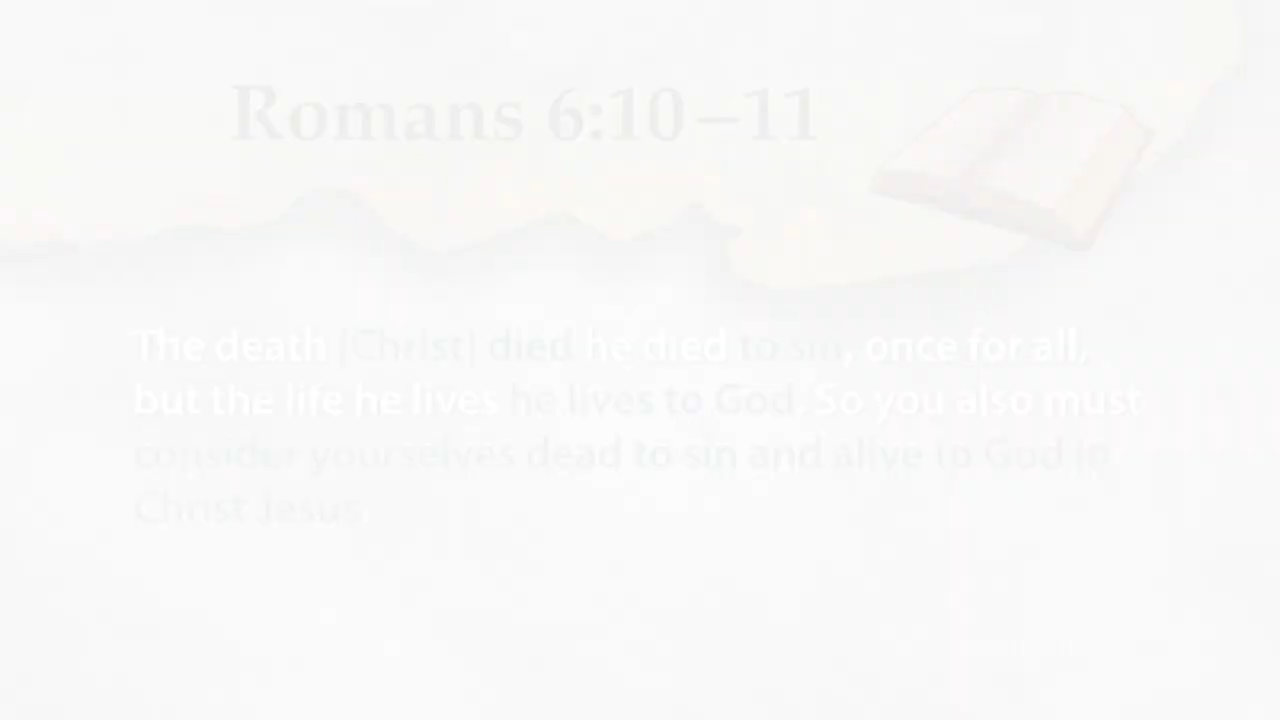 Romans 6:10–11
The death [Christ] died he died to sin, once for all,
but the life he lives he lives to God. So you also must
consider yourselves dead to sin and alive to God in
Christ Jesus.